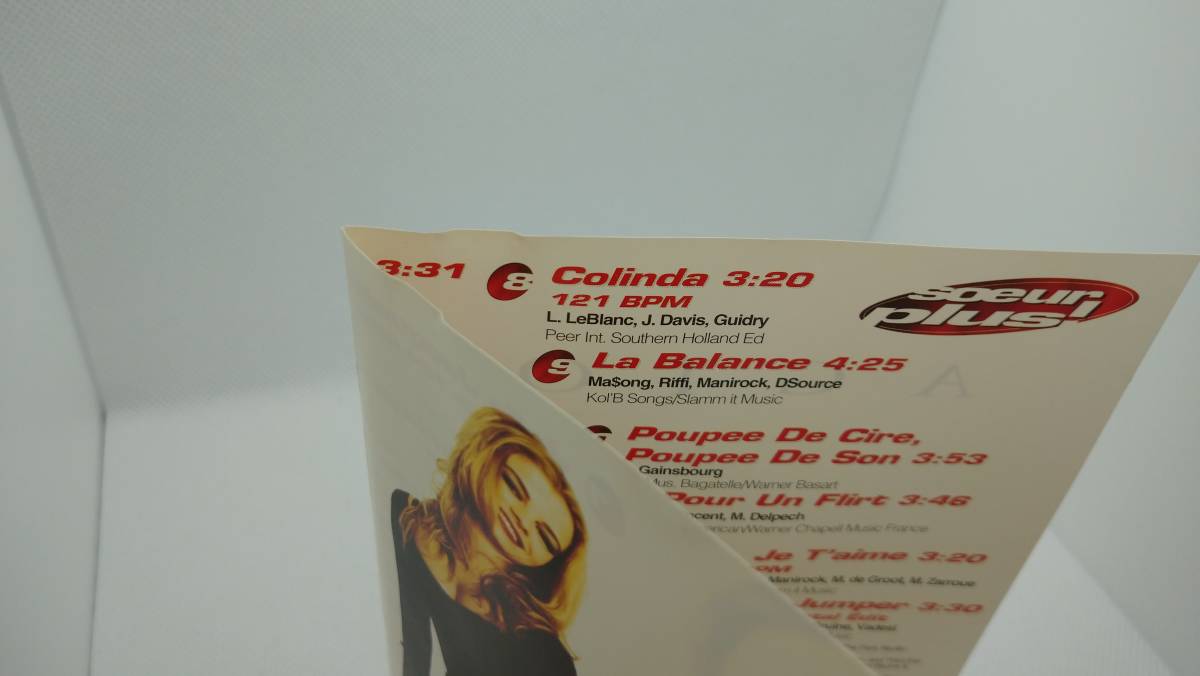 3:31
8 Colinda 3:20
121 BPM
L. LeBlanc, J. Davis, Guidry
Peer Int. Southern Holland Ed
soeur
plus
9 La Balance 4:25
Ma$ong, Riffi, Manirock, DSource
Kol'B Songs/Slamm it Music
Poupee De Cire,
Poupee De Son 3:53
Gainsbourg
Mus. Bagatelle/Warner Basart
Pour Un Flirt 3:46
M. Delpech
Warner Chapel Music France
Je T'aime 3:20
Manirock, M. de Groot, M. Zarroue
Music
Jumper 3:30